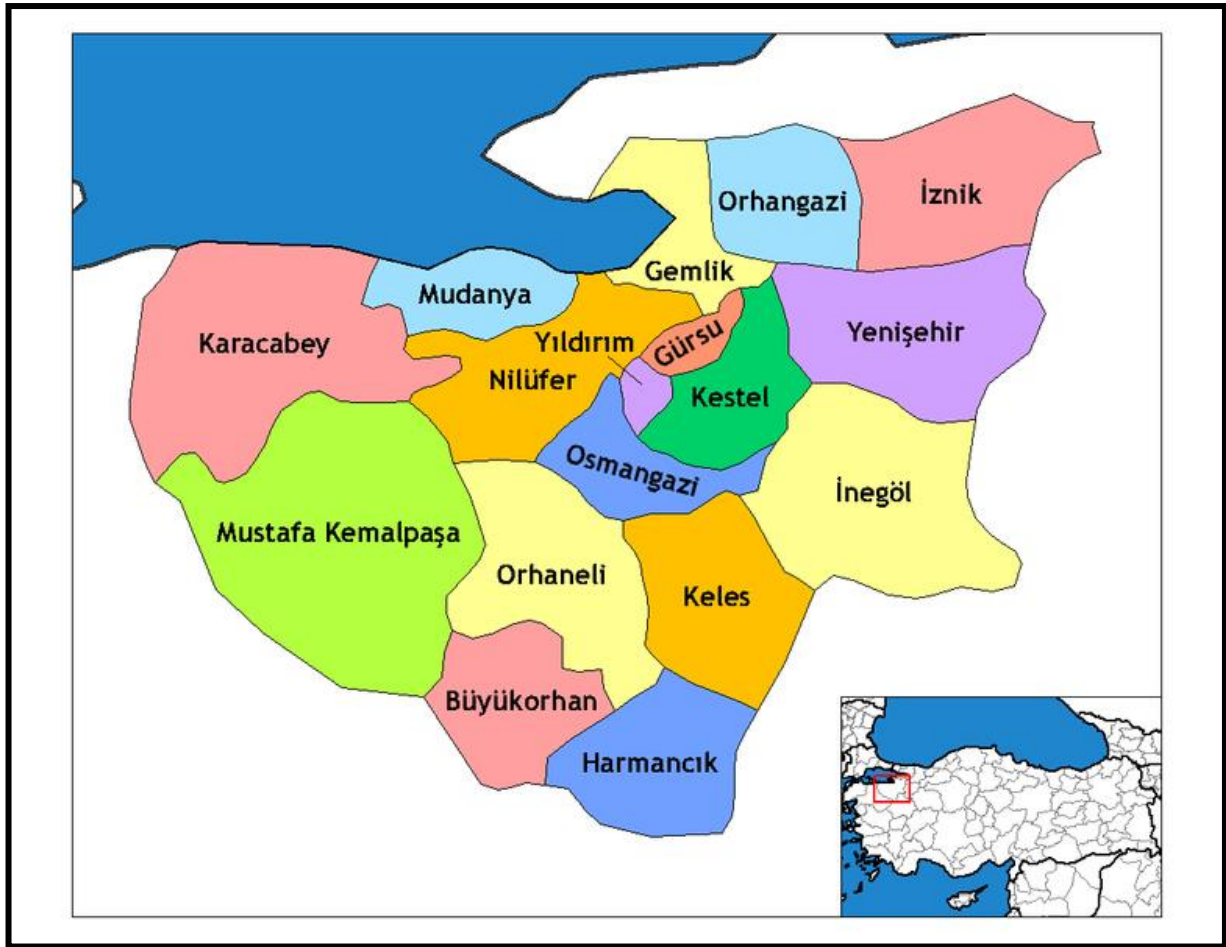 Orhangazi
İznik
Gemlik
Mudanya
Karacabey
Yıldırım
Gürsu
Yenişehir
Nilüfer
Kestel
Osmangazi
İnegöl
Mustafa Kemalpaşa
Orhaneli
Keles
Büyükorhan
Harmancık